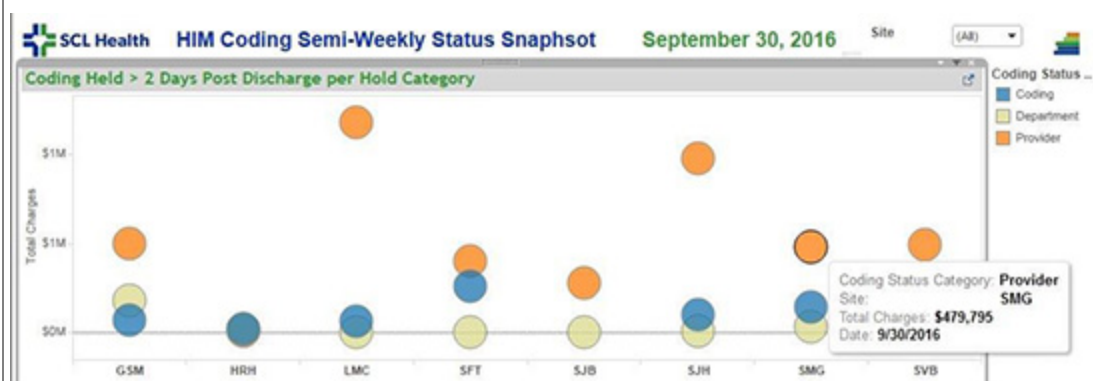 SCL Health HIM Coding Semi-Weekly Status Snaphsot September 30, 2016 Site (All)
Coding Held > 2 Days Post Discharge per Hold Category
Coding Status ..
Coding
Department
Provider
Total Charges
$1M
$1M
$0M
Coding Status Category: Provider
Site: SMG
Total Charges: $479,795
Date: 9/30/2016
GSM HRH LMC SFT SJB SJH SMG SVB